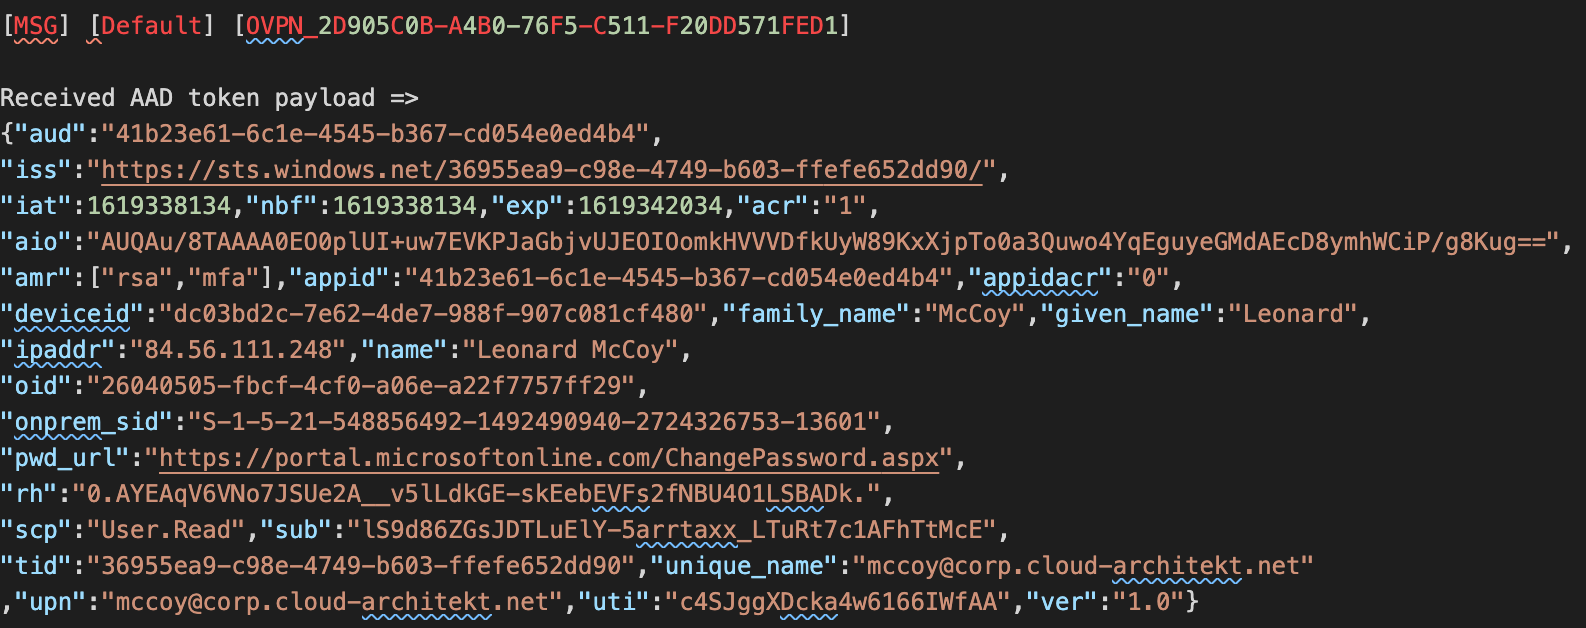 [MSG] [Default] [OVPN_2D905C0B-A4B0-76F5-C511-F20DD571FED1]
Received AAD token payload =>
{"aud":"41b23e61-6c1e-4545-b367-cd054e0ed4b4",
"iss":"https://sts.windows.net/36955ea9-c98e-4749-b603-ffefe652dd90/",
"iat":1619338134,"nbf":1619338134,"exp":1619342034,"acr":"1",
"aio":"AUQAu/8TAAAA0EO0plUI+uw7EVKPJaGbjvUJEOIOomkHVVVDfkUyW89KxXjpTo0a3Quwo4YqEguyeGMdAEcD8ymhWCiP/g8Kug==",
"amr":["rsa","mfa"],"appid":"41b23e61-6c1e-4545-b367-cd054e0ed4b4","appidacr":"0",
"deviceid":"dc03bd2c-7e62-4de7-988f-907c081cf480","family_name":"McCoy","given_name":"Leonard",
"ipaddr":"84.56.111.248","name":"Leonard McCoy",
"oid":"26040505-fbcf-4cf0-a06e-a22f7757ff29",
"onprem_sid":"S-1-5-21-548856492-1492490940-2724326753-13601",
"pwd_url":"https://portal.microsoftonline.com/ChangePassword.aspx",
"rh":"0.AYEAqV6VNo7JSUe2A__v5lLdkGE-skEebEVFs2fNBU4O1LSBADk.",
"scp":"User.Read","sub":"lS9d86ZGsJDTLuElY-5arrtaxx_LTuRt7c1AFhTtMcE",
"tid":"36955ea9-c98e-4749-b603-ffefe652dd90","unique_name":"mccoy@corp.cloud-architekt.net"
,"upn":"mccoy@corp.cloud-architekt.net","uti":"c4SJggXDcka4w6166IWfAA","ver":"1.0"}